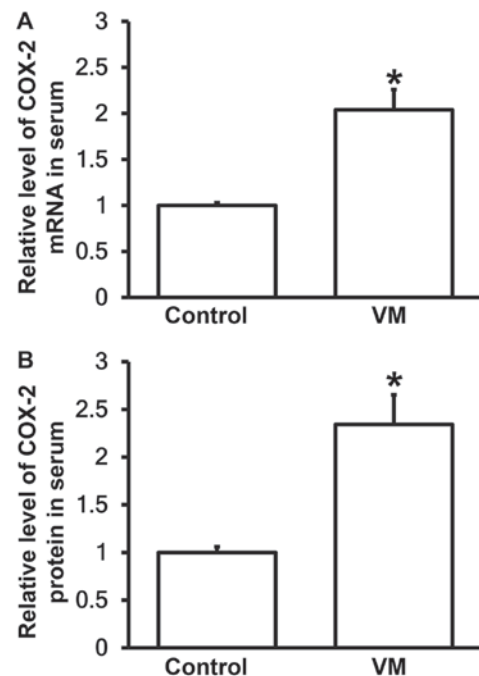 A
Relative level of COX-2
mRNA in serum
3
2.5
2
1.5
1
0.5
0
*
Control VM
B
Relative level of COX-2
protein in serum
3
2.5
2
1.5
1
0.5
0
*
Control VM